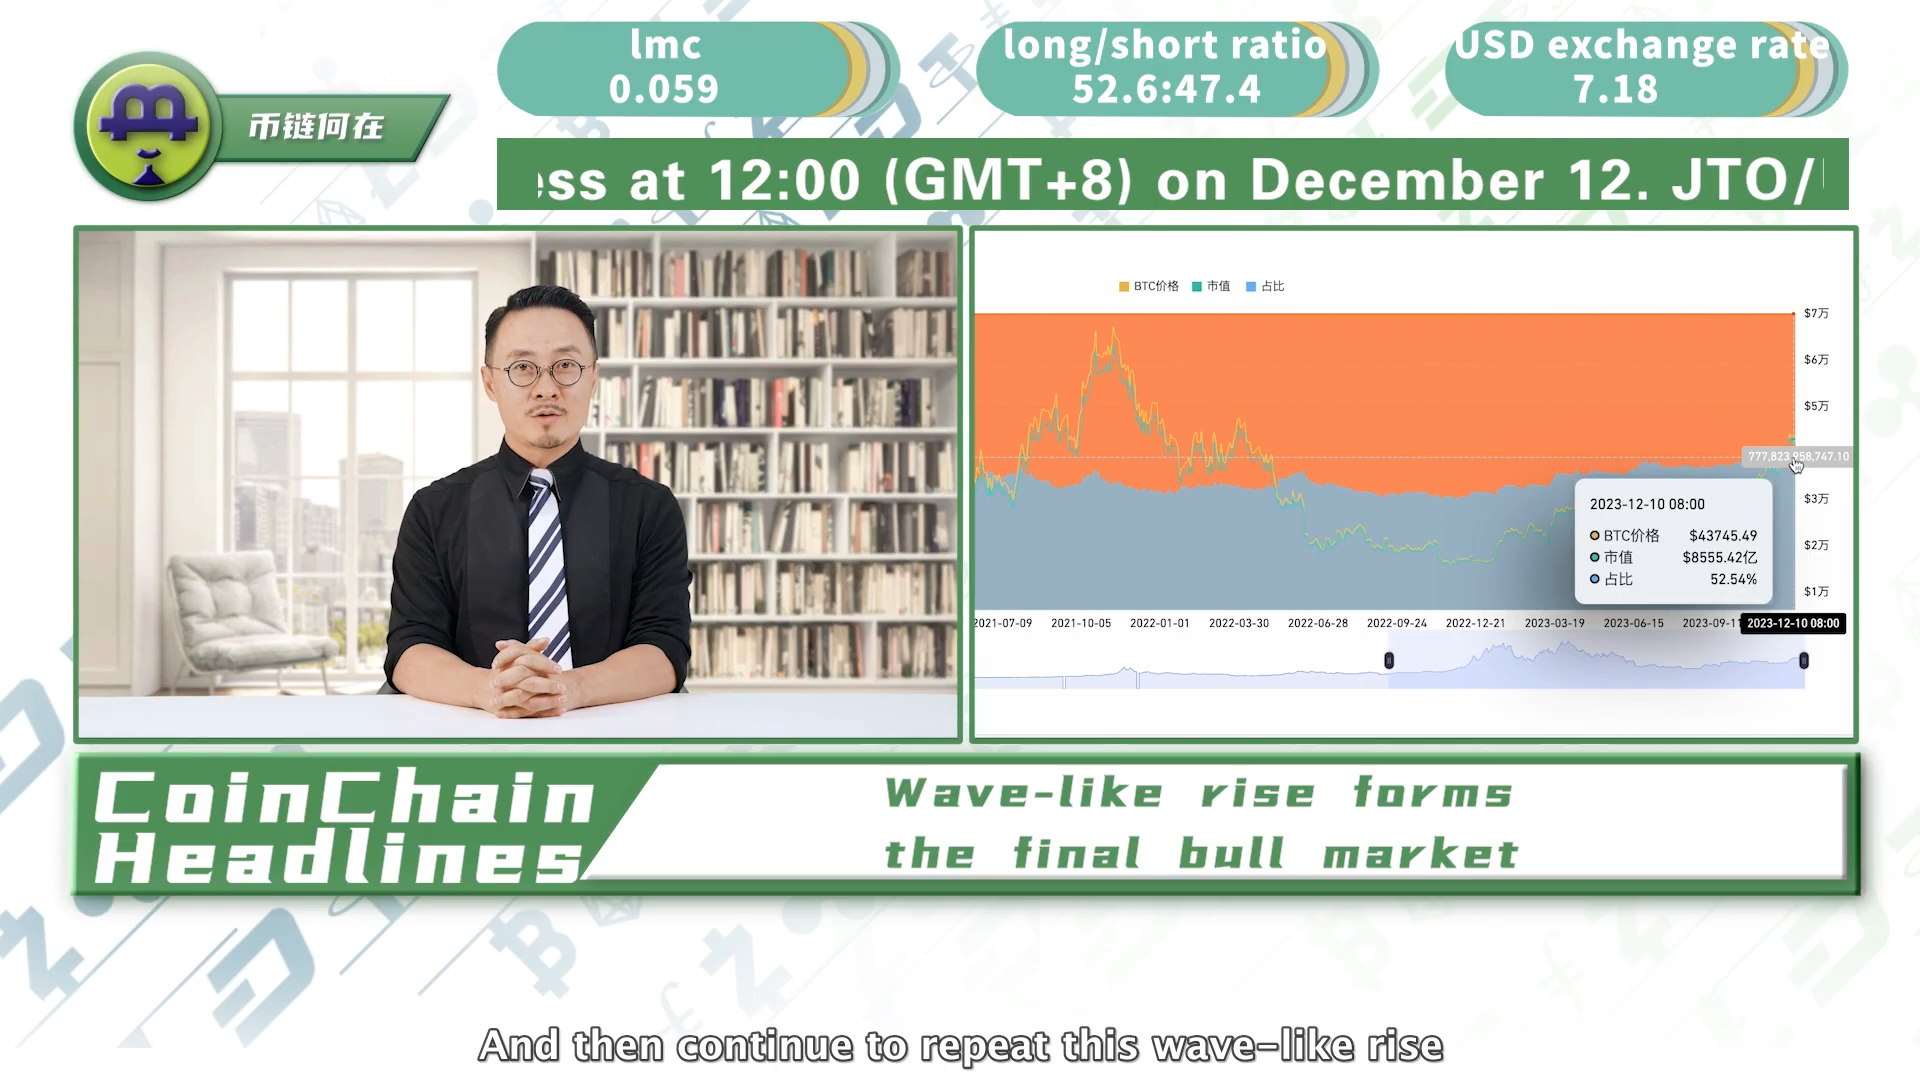 lmc
0.059
long/short ratio
52.6:47.4
USD exchange rate
7.18
币链何在
ess at 12:00 (GMT+8) on December 12. JTO/
BTC价格 市值 占比
$7万
$6万
$5万
777,823,958,747.10
$3万
$2万
$1万
2023-12-10 08:00
BTC价格 $43745.49
市值 $8555.42亿
占比 52.54%
2021-07-09 2021-10-05 2022-01-01 2022-03-30 2022-06-28 2022-09-24 2022-12-21 2023-03-19 2023-06-15 2023-09-11 2023-12-10 08:00
CoinChain
Headlines
Wave-like rise forms
the final bull market
And then continue to repeat this wave-like rise